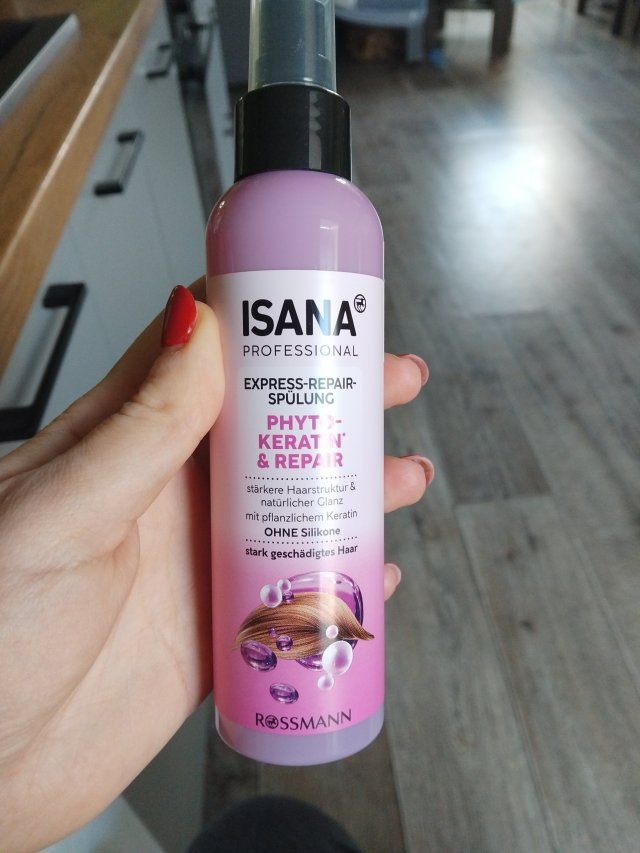 ISANA
PROFESSIONAL
EXPRESS-REPAIR-
SPÜLUNG
PHYTO-
KERATIN*
& REPAIR
stärkere Haarstruktur &
natürlicher Glanz
mit pflanzlichem Keratin
OHNE Silikone
stark geschädigtes Haar
ROSSMANN